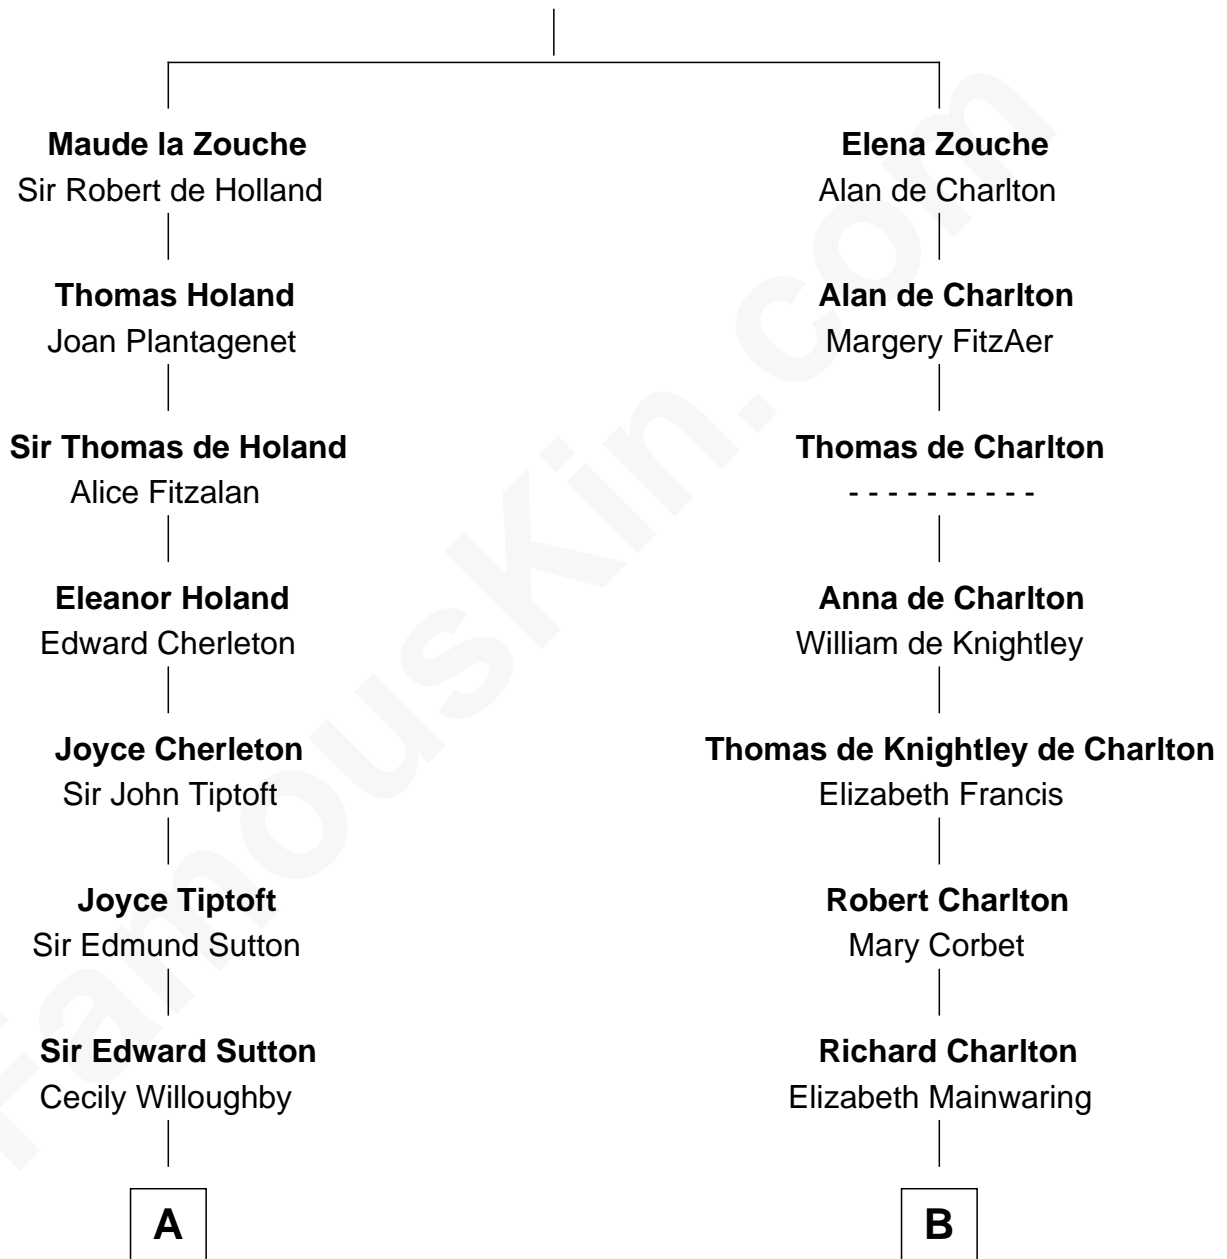 Maude la Zouche
Sir Robert de Holland
Thomas Holand
Joan Plantagenet
Sir Thomas de Holand
Alice Fitzalan
Eleanor Holand
Edward Cherleton
Joyce Cherleton
Sir John Tiptoft
Joyce Tiptoft
Sir Edmund Sutton
Sir Edward Sutton
Cecily Willoughby
A
Elena Zouche
Alan de Charlton
Alan de Charlton
Margery FitzAer
Thomas de Charlton
- - - - - - - - - -
Anna de Charlton
William de Knightley
Thomas de Knightley de Charlton
Elizabeth Francis
Robert Charlton
Mary Corbet
Richard Charlton
Elizabeth Mainwaring
B
FamousKin.com